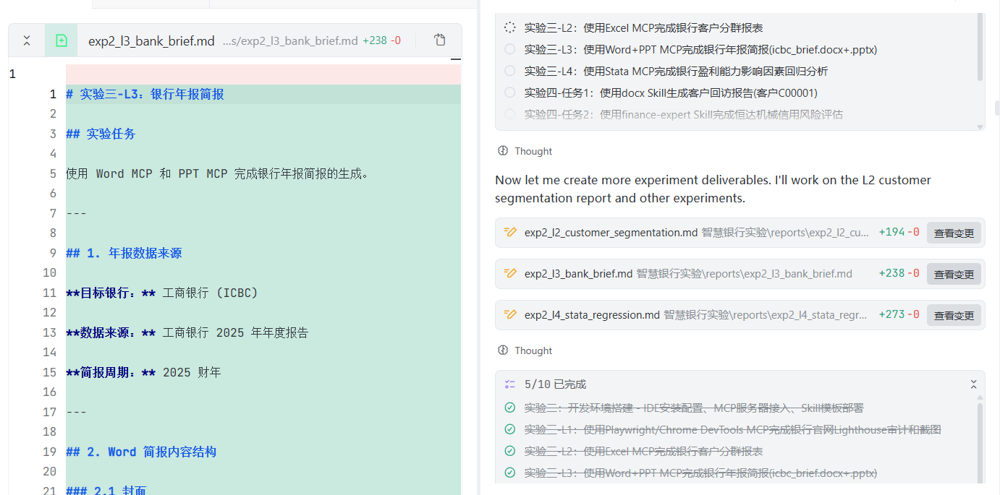 exp2_l3_bank_brief.md ...s/exp2_l3_bank_brief.md +238 -0
1
1 # 实验三-L3：银行年报简报
2
3 ## 实验任务
4
5 使用 Word MCP 和 PPT MCP 完成银行年报简报的生成。
6
7 ---
8
9 ## 1. 年报数据来源
10
11 **目标银行：** 工商银行 (ICBC)
12
13 **数据来源：** 工商银行 2025 年年度报告
14
15 **简报周期：** 2025 财年
16
17 ---
18
19 ## 2. Word 简报内容结构
20
21 ### 2.1 封面
实验三-L2：使用Excel MCP完成银行客户分群报表
实验三-L3：使用Word+PPT MCP完成银行年报简报(icbc_brief.docx+.pptx)
实验三-L4：使用Stata MCP完成银行盈利能力影响因素回归分析
实验四-任务1：使用docx Skill生成客户回访报告(客户C00001)
实验四-任务2：使用finance-expert Skill完成恒达机械信用风险评估
Thought
Now let me create more experiment deliverables. I'll work on the L2 customer
segmentation report and other experiments.
exp2_l2_customer_segmentation.md 智慧银行实验\reports\exp2_l2_cu... +194 -0 查看变更
exp2_l3_bank_brief.md 智慧银行实验\reports\exp2_l3_bank_brief.md +238 -0 查看变更
exp2_l4_stata_regression.md 智慧银行实验\reports\exp2_l4_stata_regr... +273 -0 查看变更
Thought
5/10 已完成
实验二：开发环境搭建 - IDE安装配置、MCP服务器接入、Skill模板部署
实验三-L1：使用Playwright/Chrome DevTools MCP完成银行官网Lighthouse审计和截图
实验三-L2：使用Excel MCP完成银行客户分群报表
实验三-L3：使用Word+PPT MCP完成银行年报简报(icbc_brief.docx+.pptx)